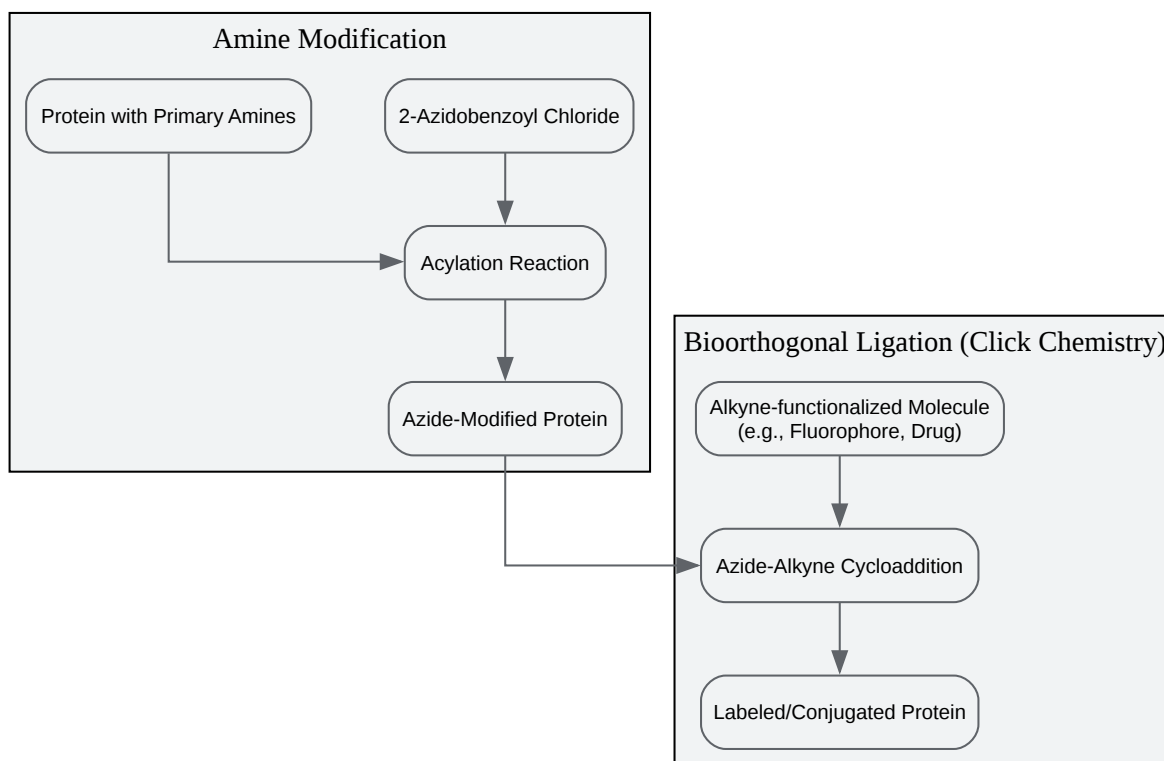 Amine Modification
Protein with Primary Amines
2-Azidobenzoyl Chloride
Acylation Reaction
Azide-Modified Protein
Bioorthogonal Ligation (Click Chemistry)
Alkyne-functionalized Molecule
(e.g., Fluorophore, Drug)
Azide-Alkyne Cycloaddition
Labeled/Conjugated Protein